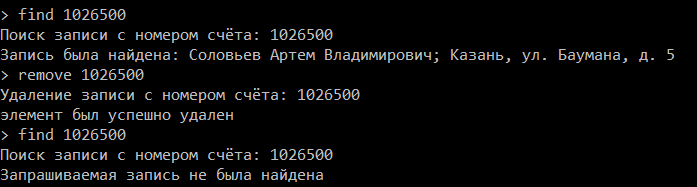 > find 1026500
Поиск записи с номером счёта: 1026500
Запись была найдена: Соловьев Артем Владимирович; Казань, ул. Баумана, д. 5
> remove 1026500
Удаление записи с номером счёта: 1026500
элемент был успешно удален
> find 1026500
Поиск записи с номером счёта: 1026500
Запрашиваемая запись не была найдена